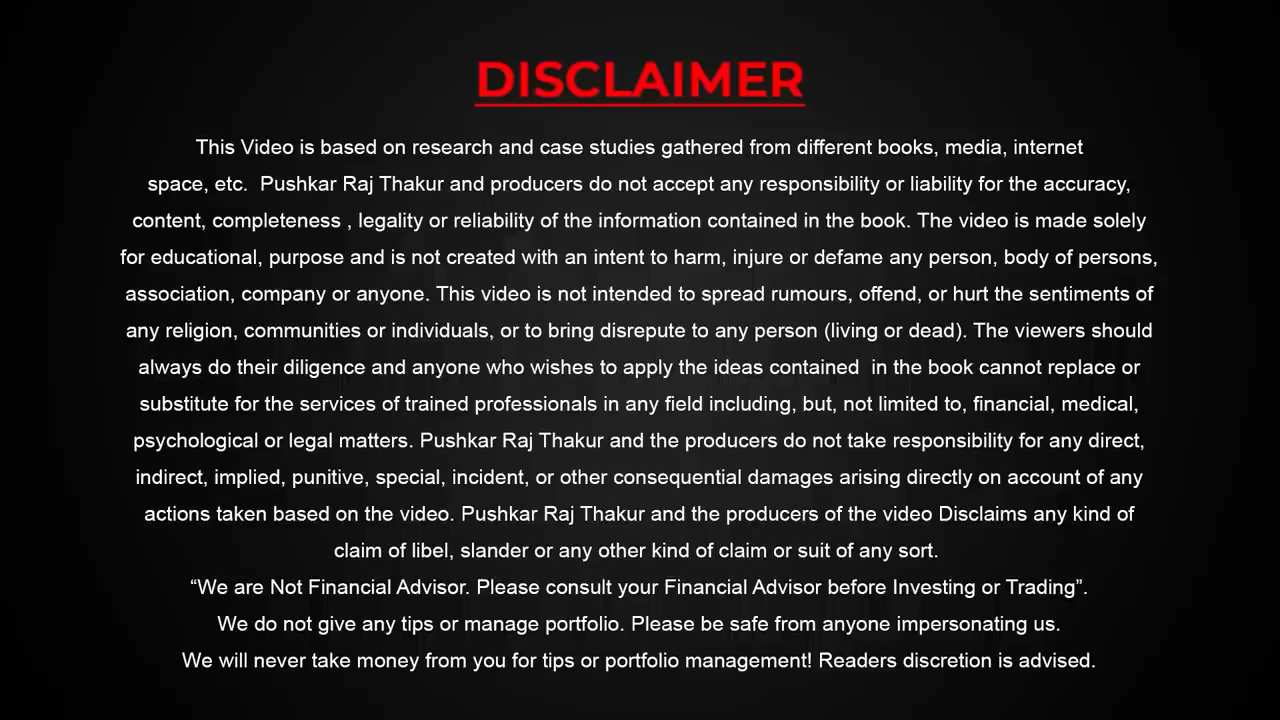 DISCLAIMER
This Video is based on research and case studies gathered from different books, media, internet
space, etc.  Pushkar Raj Thakur and producers do not accept any responsibility or liability for the accuracy,
content, completeness , legality or reliability of the information contained in the book. The video is made solely
for educational, purpose and is not created with an intent to harm, injure or defame any person, body of persons,
association, company or anyone. This video is not intended to spread rumours, offend, or hurt the sentiments of
any religion, communities or individuals, or to bring disrepute to any person (living or dead). The viewers should
always do their diligence and anyone who wishes to apply the ideas contained  in the book cannot replace or
substitute for the services of trained professionals in any field including, but, not limited to, financial, medical,
psychological or legal matters. Pushkar Raj Thakur and the producers do not take responsibility for any direct,
indirect, implied, punitive, special, incident, or other consequential damages arising directly on account of any
actions taken based on the video. Pushkar Raj Thakur and the producers of the video Disclaims any kind of
claim of libel, slander or any other kind of claim or suit of any sort.
“We are Not Financial Advisor. Please consult your Financial Advisor before Investing or Trading”.
We do not give any tips or manage portfolio. Please be safe from anyone impersonating us.
We will never take money from you for tips or portfolio management! Readers discretion is advised.